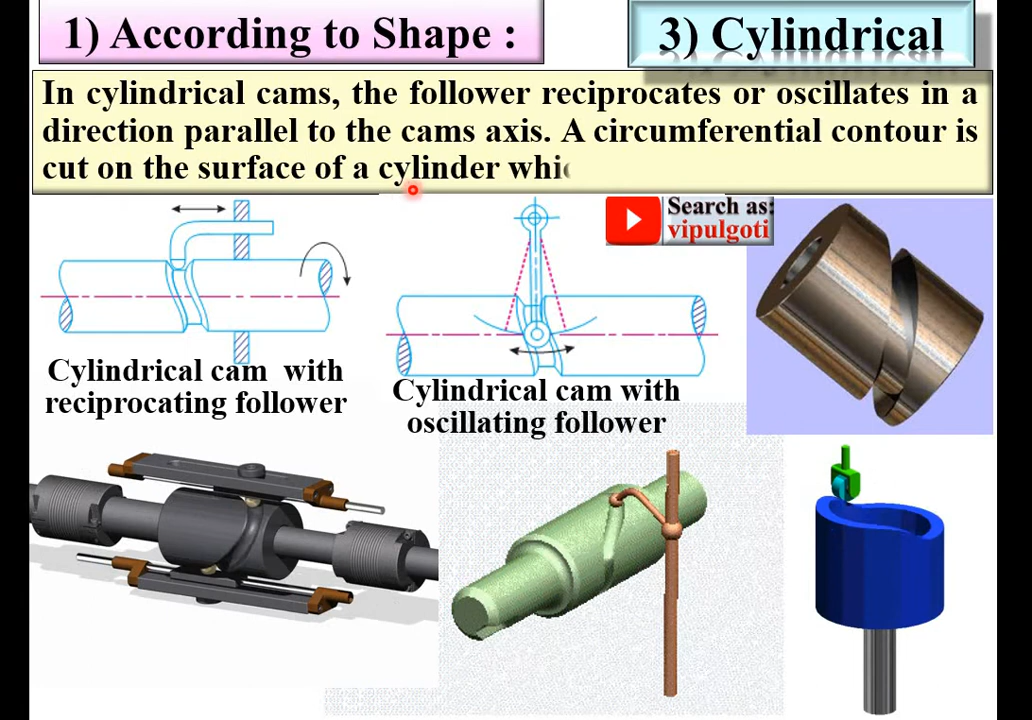 1) According to Shape :
3) Cylindrical
In cylindrical cams, the follower reciprocates or oscillates in a
direction parallel to the cams axis. A circumferential contour is
cut on the surface of a cylinder whi
Search as:
vipulgoti
Cylindrical cam with
reciprocating follower
Cylindrical cam with
oscillating follower